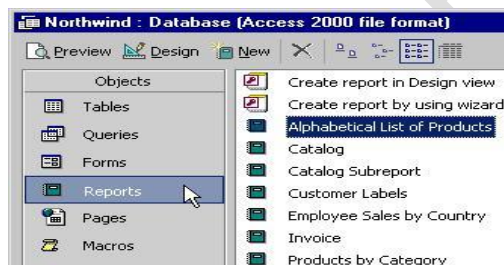 Northwind : Database (Access 2000 file format)
Preview Design New
Objects
Tables
Queries
Forms
Reports
Pages
Macros
Create report in Design view
Create report by using wizard
Alphabetical List of Products
Catalog
Catalog Subreport
Customer Labels
Employee Sales by Country
Invoice
Products by Category